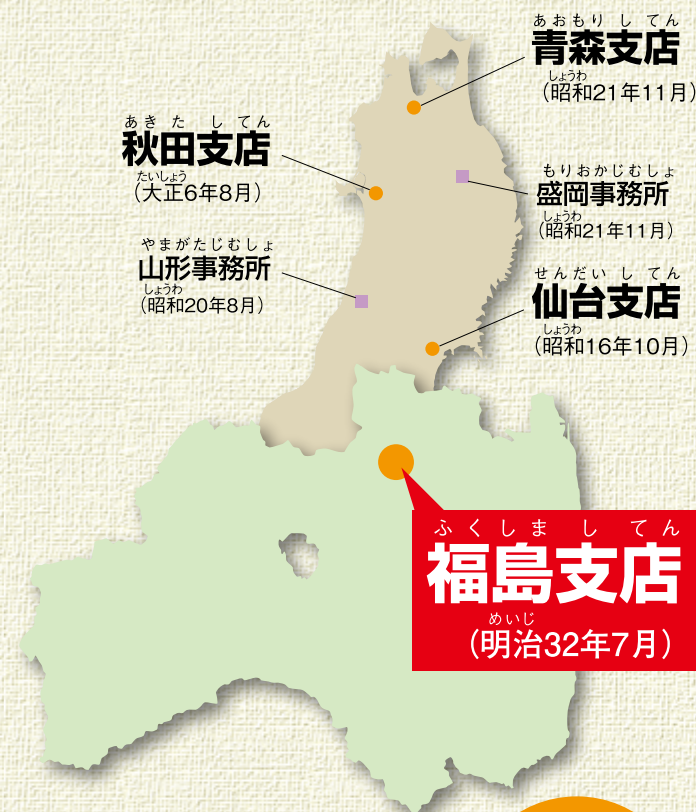 あおもり し てん
青森支店
しょうわ
（昭和21年11月）
あきた し てん
秋田支店
たいしょう
（大正6年8月）
もりおかじむしょ
盛岡事務所
しょうわ
（昭和21年11月）
やまがたじむしょ
山形事務所
しょうわ
（昭和20年8月）
せんだい し てん
仙台支店
しょうわ
（昭和16年10月）
ふくしま し てん
福島支店
めいじ
（明治32年7月）